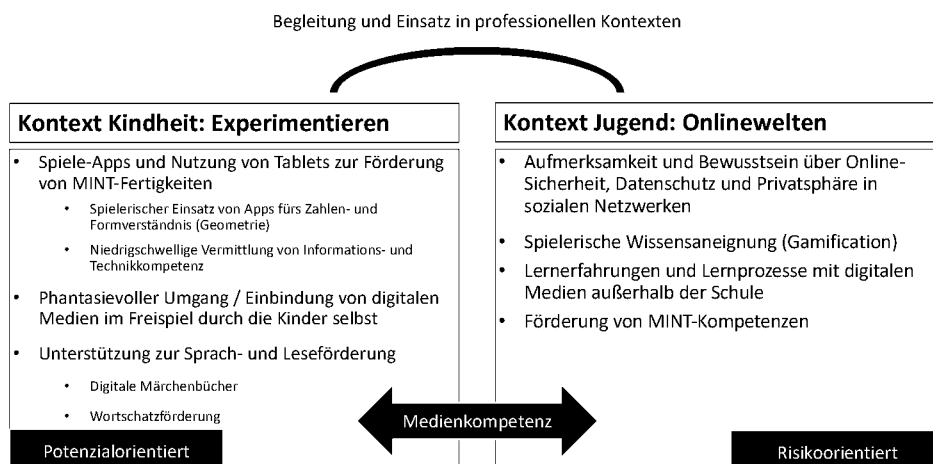 Begleitung und Einsatz in professionellen Kontexten
Kontext Kindheit: Experimentieren
• Spiele-Apps und Nutzung von Tablets zur Förderung
von MINT-Fertigkeiten
• Spielerischer Einsatz von Apps fürs Zahlen- und
Formverständnis (Geometrie)
• Niedrigschwellige Vermittlung von Informations- und
Technikkompetenz
• Phantasievoller Umgang / Einbindung von digitalen
Medien im Freispiel durch die Kinder selbst
• Unterstützung zur Sprach- und Leseförderung
• Digitale Märchenbücher
• Wortschatzförderung
Potenzialorientiert
Kontext Jugend: Onlinewelten
• Aufmerksamkeit und Bewusstsein über Online-
Sicherheit, Datenschutz und Privatsphäre in
sozialen Netzwerken
• Spielerische Wissensaneignung (Gamification)
• Lernerfahrungen und Lernprozesse mit digitalen
Medien außerhalb der Schule
• Förderung von MINT-Kompetenzen
Medienkompetenz
Risikoorientiert